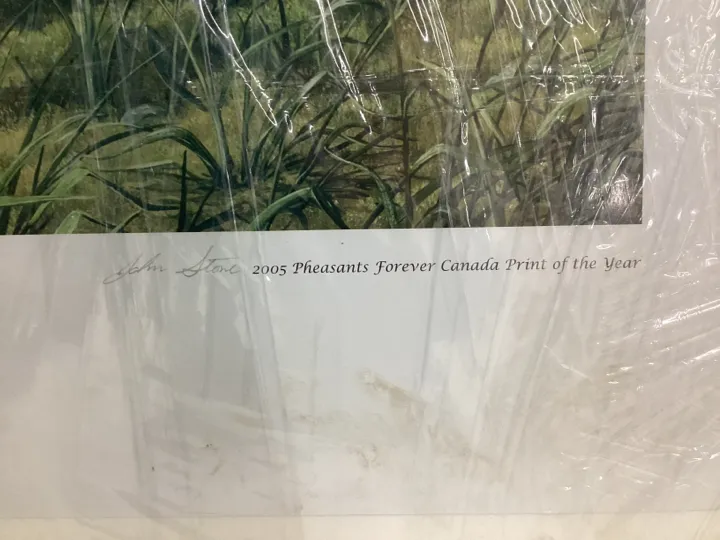 John Stone 2005 Pheasants Forever Canada Print of the Year